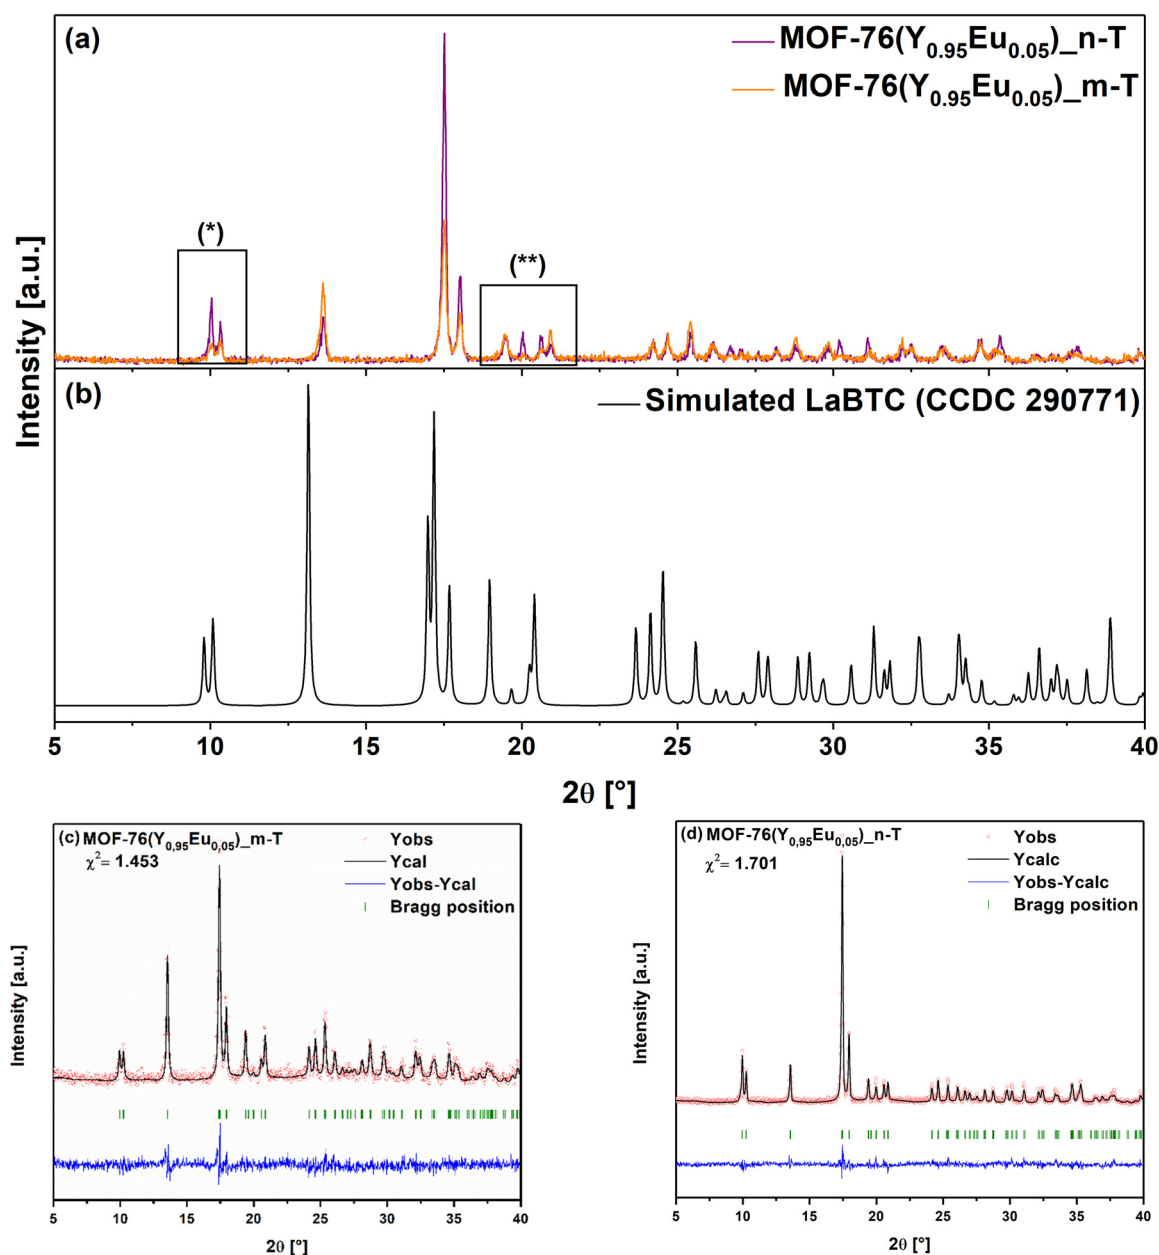 (a)
MOF-76(Y0.95Eu0.05)_n-T
MOF-76(Y0.95Eu0.05)_m-T
(*)
(**)
Intensity [a.u.]
(b)
Simulated LaBTC (CCDC 290771)
5 10 15 20 25 30 35 40
2θ [°]
(c) MOF-76(Y0,95Eu0,05)_m-T
χ2= 1.453
Yobs
Ycal
Yobs-Ycal
Bragg position
Intensity [a.u.]
5 10 15 20 25 30 35 40
2θ [°]
(d) MOF-76(Y0,95Eu0,05)_n-T
χ2= 1.701
Yobs
Ycalc
Yobs-Ycalc
Bragg position
Intensity [a.u.]
5 10 15 20 25 30 35 40
2θ [°]